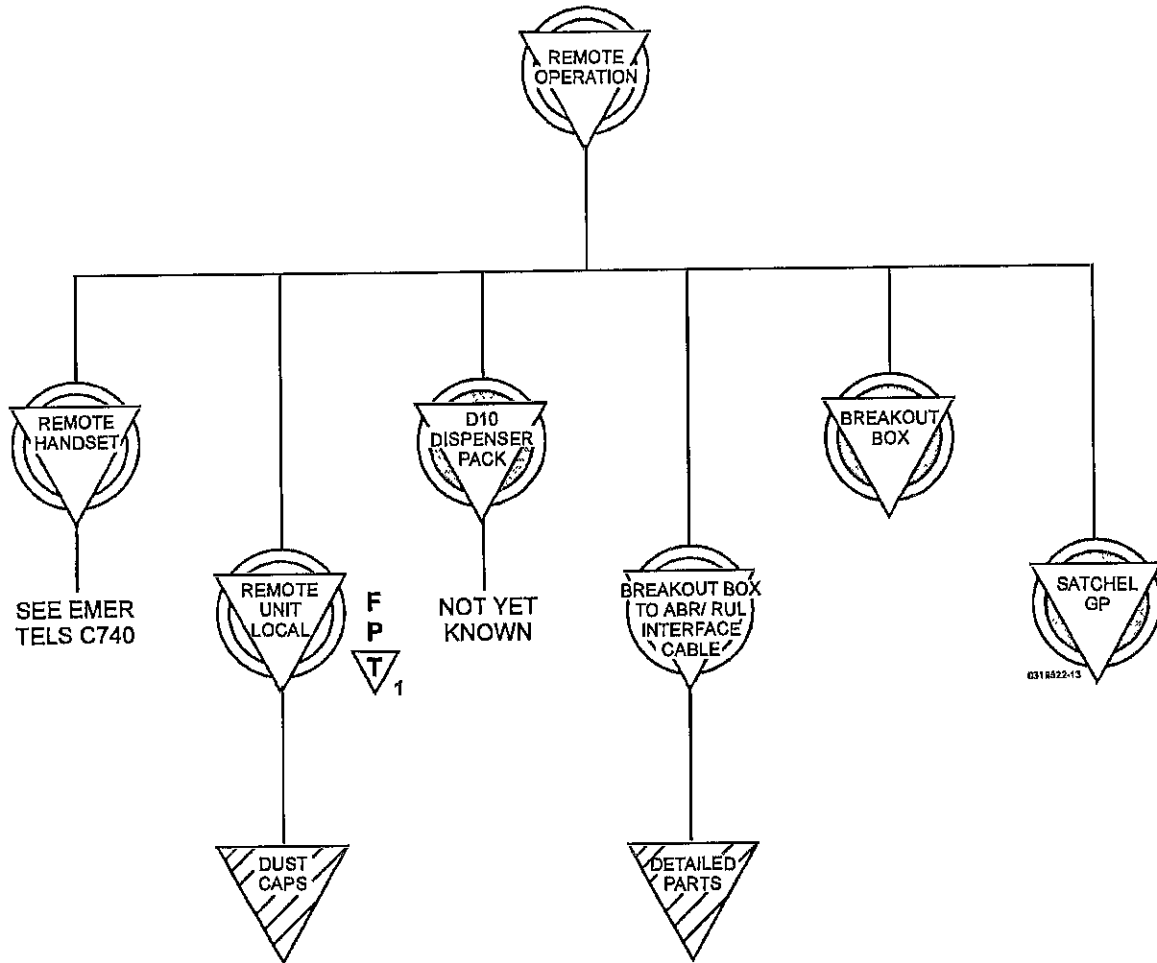 REMOTE
OPERATION
REMOTE
HANDSET
D10
DISPENSER
PACK
BREAKOUT
BOX
SEE EMER
TELS C740
REMOTE
UNIT
LOCAL
F
P
T
1
NOT YET
KNOWN
BREAKOUT BOX
TO ABR/ RUL
INTERFACE
CABLE
SATCHEL
GP
DUST
CAPS
DETAILED
PARTS